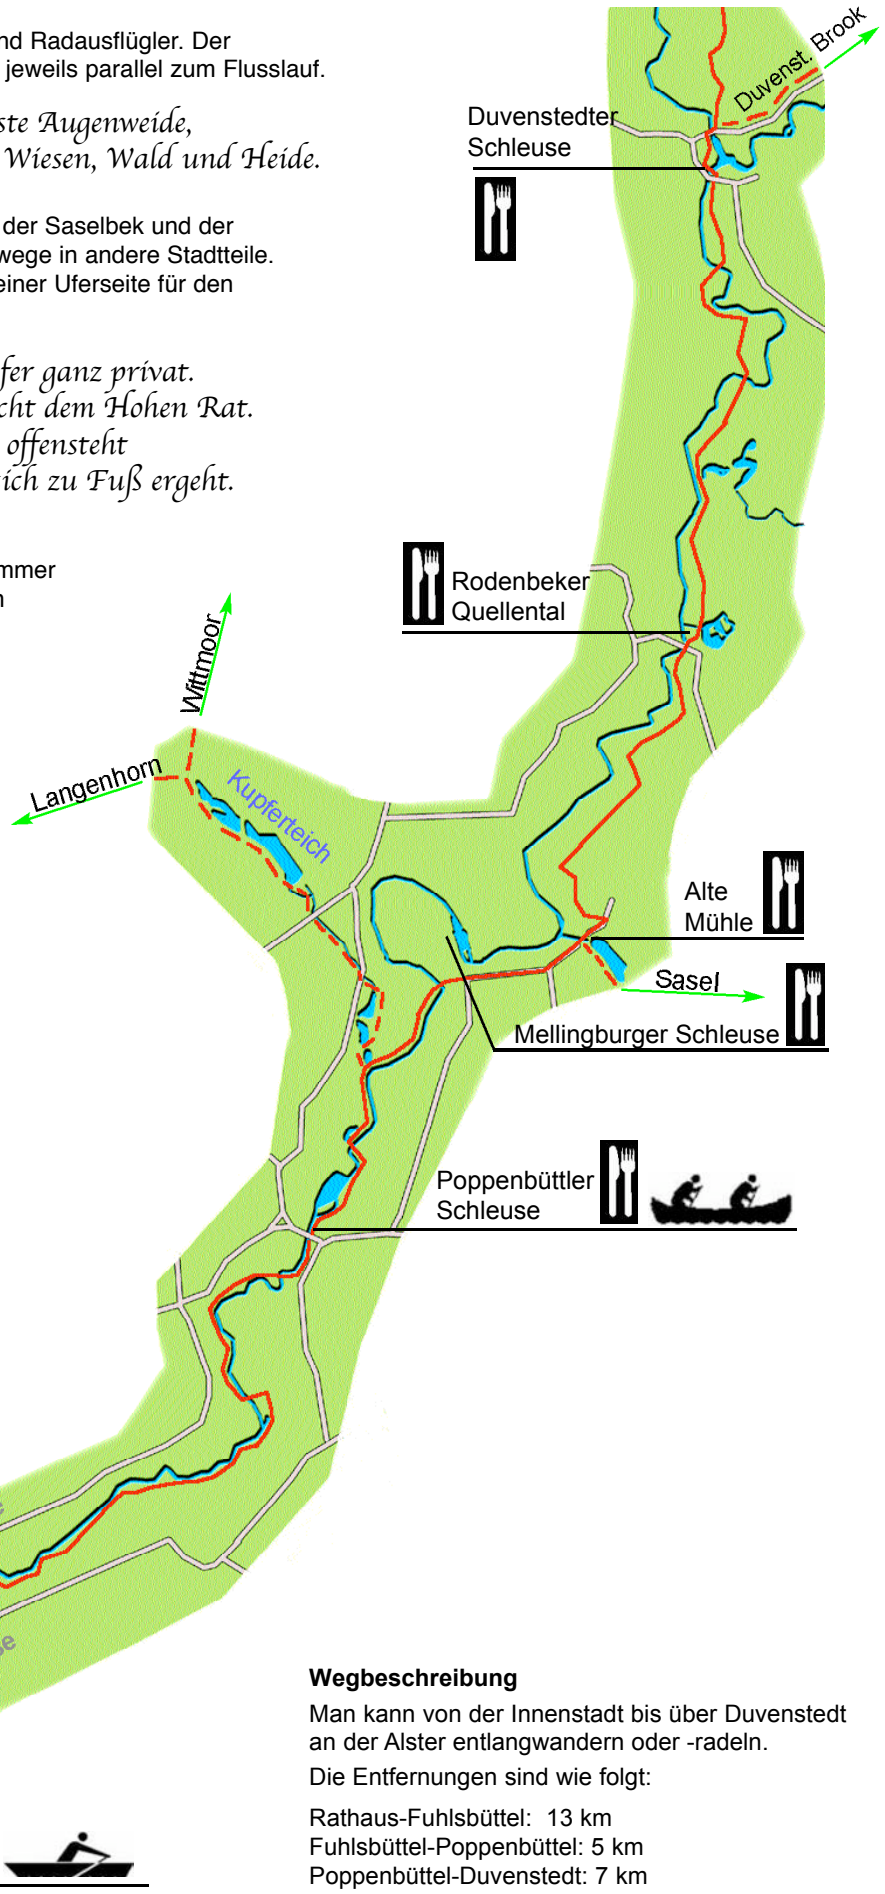 nd Radausflügler. Der
jeweils parallel zum Flusslauf.
ste Augenweide,
Wiesen, Wald und Heide.
der Saselbek und der
wege in andere Stadtteile.
einer Uferseite für den
fer ganz privat.
cht dem Hohen Rat.
offensteht
ich zu Fuß ergeht.
mmer
n
Duvenst. Brook
Duvenstedter
Schleuse
Rodenbeker
Quellental
Wittmoor
Langenhorn
Kupferteich
Alte
Mühle
Sasel
Mellingburger Schleuse
Poppenbüttler
Schleuse
e
se
Wegbeschreibung
Man kann von der Innenstadt bis über Duvenstedt
an der Alster entlangwandern oder -radeln.
Die Entfernungen sind wie folgt:
Rathaus-Fuhlsbüttel: 13 km
Fuhlsbüttel-Poppenbüttel: 5 km
Poppenbüttel-Duvenstedt: 7 km